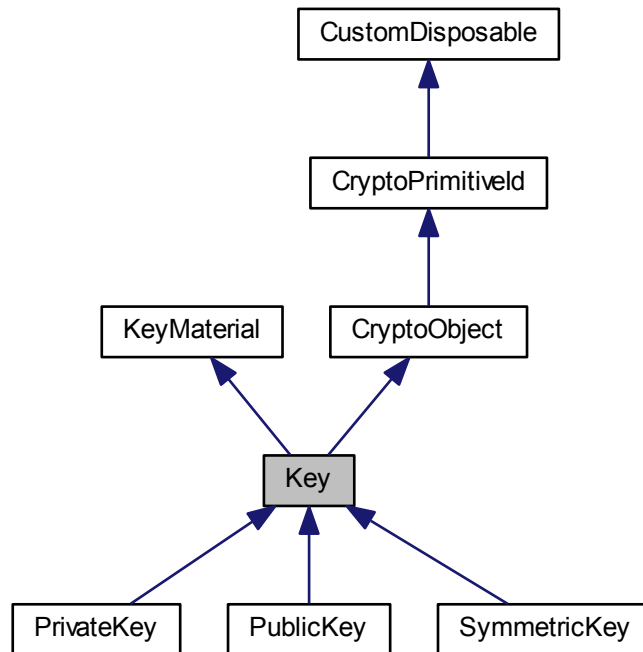 CustomDisposable
CryptoPrimitiveId
KeyMaterial
CryptoObject
Key
PrivateKey
PublicKey
SymmetricKey